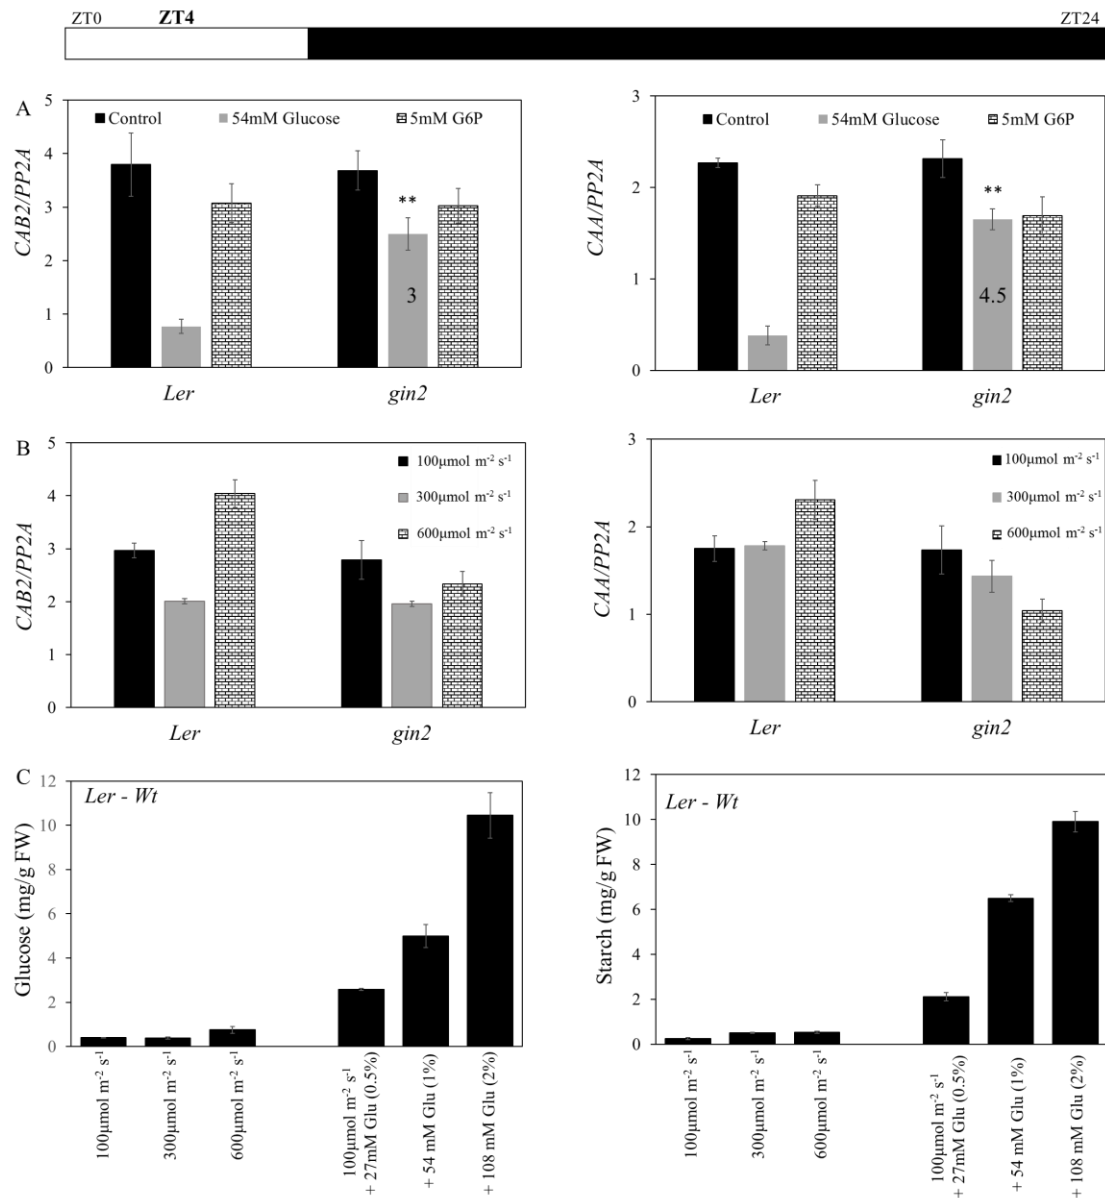 ZT0 ZT4 ZT24
A
5
4
3
2
1
0
CAB2/PP2A
Control 54mM Glucose 5mM G6P
**
3
Ler gin2
3
2
1
0
CAA/PP2A
Control 54mM Glucose 5mM G6P
**
4.5
Ler gin2
B
5
4
3
2
1
0
CAB2/PP2A
100μmol m-2 s-1
300μmol m-2 s-1
600μmol m-2 s-1
Ler gin2
3
2
1
0
CAA/PP2A
100μmol m-2 s-1
300μmol m-2 s-1
600μmol m-2 s-1
Ler gin2
C
12
10
8
6
4
2
0
Glucose (mg/g FW)
Ler - Wt
100μmol m-2 s-1
300μmol m-2 s-1
600μmol m-2 s-1
100μmol m-2 s-1
+ 27mM Glu (0.5%)
+ 54 mM Glu (1%)
+ 108 mM Glu (2%)
12
10
8
6
4
2
0
Starch (mg/g FW)
Ler - Wt
100μmol m-2 s-1
300μmol m-2 s-1
600μmol m-2 s-1
100μmol m-2 s-1
+ 27mM Glu (0.5%)
+ 54 mM Glu (1%)
+ 108 mM Glu (2%)